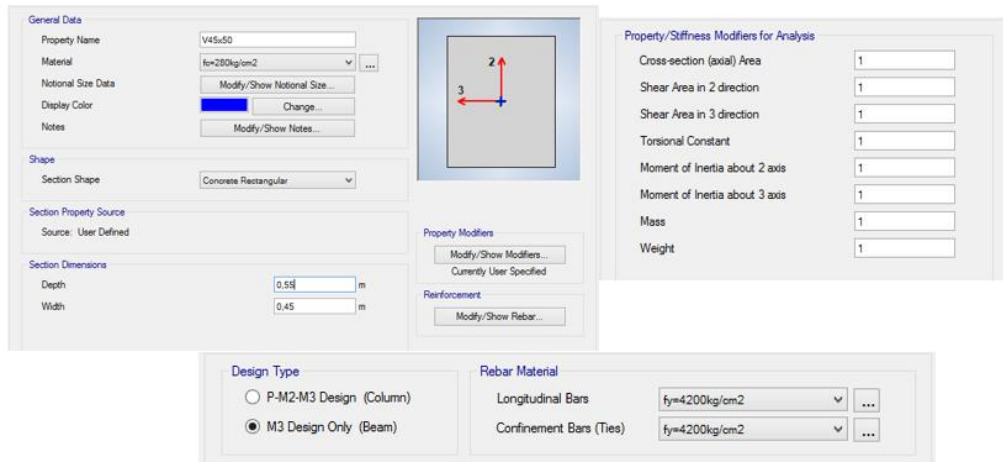 General Data
Property Name V45x50
Material fc=280kg/cm2 ...
Notional Size Data Modify/Show Notional Size...
Display Color Change...
Notes Modify/Show Notes...
2
3
Shape
Section Shape Concrete Rectangular
Section Property Source
Source: User Defined
Section Dimensions
Depth 0,55 m
Width 0,45 m
Property Modifiers
Modify/Show Modifiers...
Currently User Specified
Reinforcement
Modify/Show Rebar...
Property/Stiffness Modifiers for Analysis
Cross-section (axial) Area 1
Shear Area in 2 direction 1
Shear Area in 3 direction 1
Torsional Constant 1
Moment of Inertia about 2 axis 1
Moment of Inertia about 3 axis 1
Mass 1
Weight 1
Design Type
P-M2-M3 Design (Column)
M3 Design Only (Beam)
Rebar Material
Longitudinal Bars fy=4200kg/cm2 ...
Confinement Bars (Ties) fy=4200kg/cm2 ...